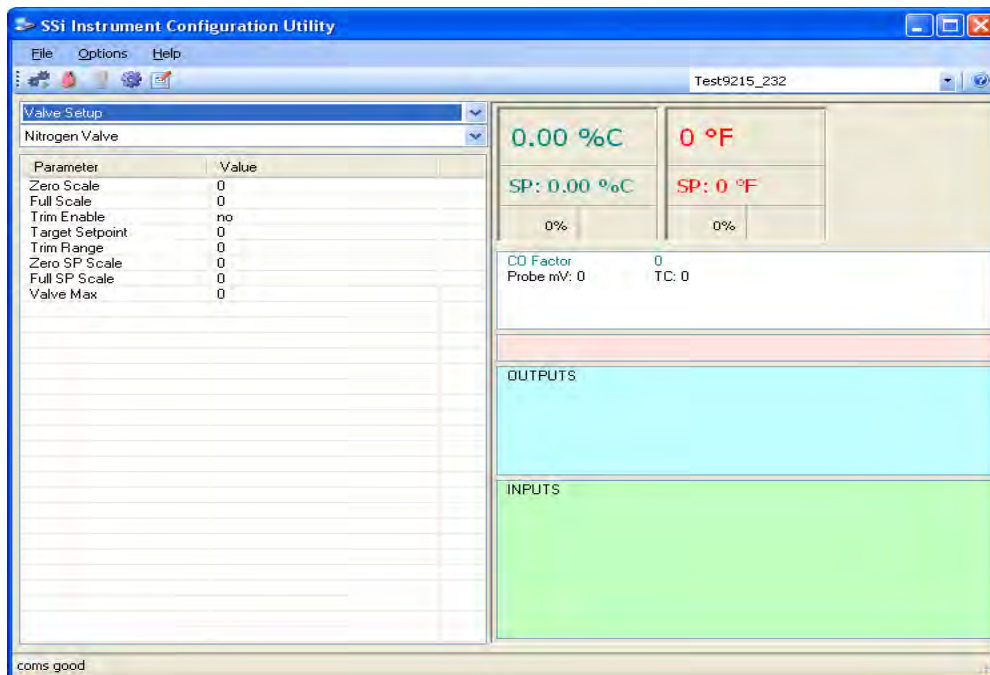 SSi Instrument Configuration Utility
File Options Help
Test9215_232
Valve Setup
Nitrogen Valve
Parameter Value
Zero Scale 0
Full Scale 0
Trim Enable no
Target Setpoint 0
Trim Range 0
Zero SP Scale 0
Full SP Scale 0
Valve Max 0
0.00 %C 0 °F
SP: 0.00 %C SP: 0 °F
0% 0%
CO Factor 0
Probe mV: 0 TC: 0
OUTPUTS
INPUTS
coms good